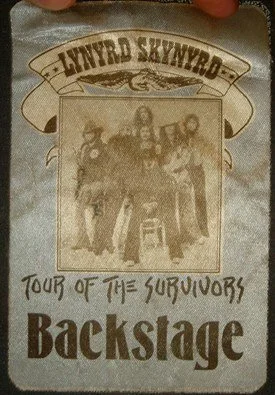 LYNYRD SKYNYRD
TOUR OF THE SURVIVORS
Backstage